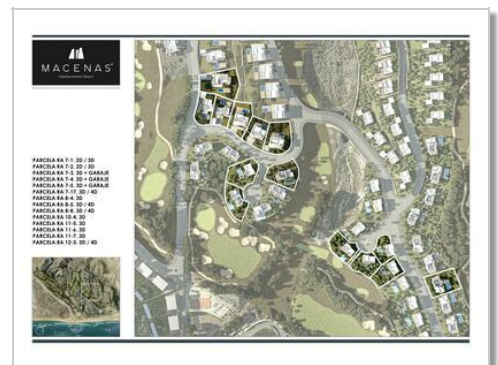 MACENAS
Mediterranean Resort
PARCELA RA 7-1. 2D / 3D
PARCELA RA 7-2. 2D / 3D
PARCELA RA 7-3. 3D + GARAJE
PARCELA RA 7-4. 3D + GARAJE
PARCELA RA 7-5. 3D + GARAJE
PARCELA RA 7-17. 3D / 4D
PARCELA RA 8-4. 3D
PARCELA RA 8-5. 3D / 4D
PARCELA RA 8-8. 3D / 4D
PARCELA RA 10-4. 3D
PARCELA RA 11-5. 3D
PARCELA RA 11-6. 3D
PARCELA RA 11-7. 3D
PARCELA RA 12-3. 3D / 4D